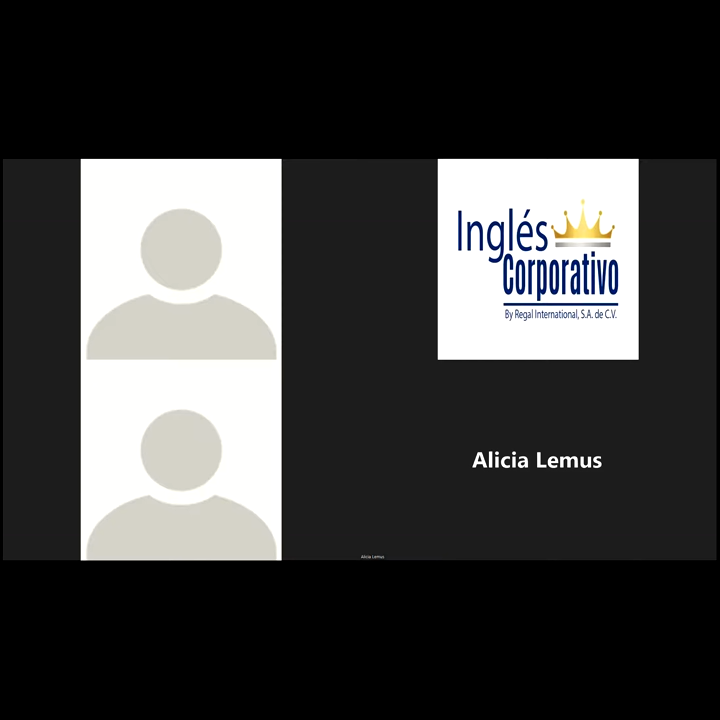 Inglés
Corporativo
By Regal International, S.A. de C.V.
Alicia Lemus
Alicia Lemus